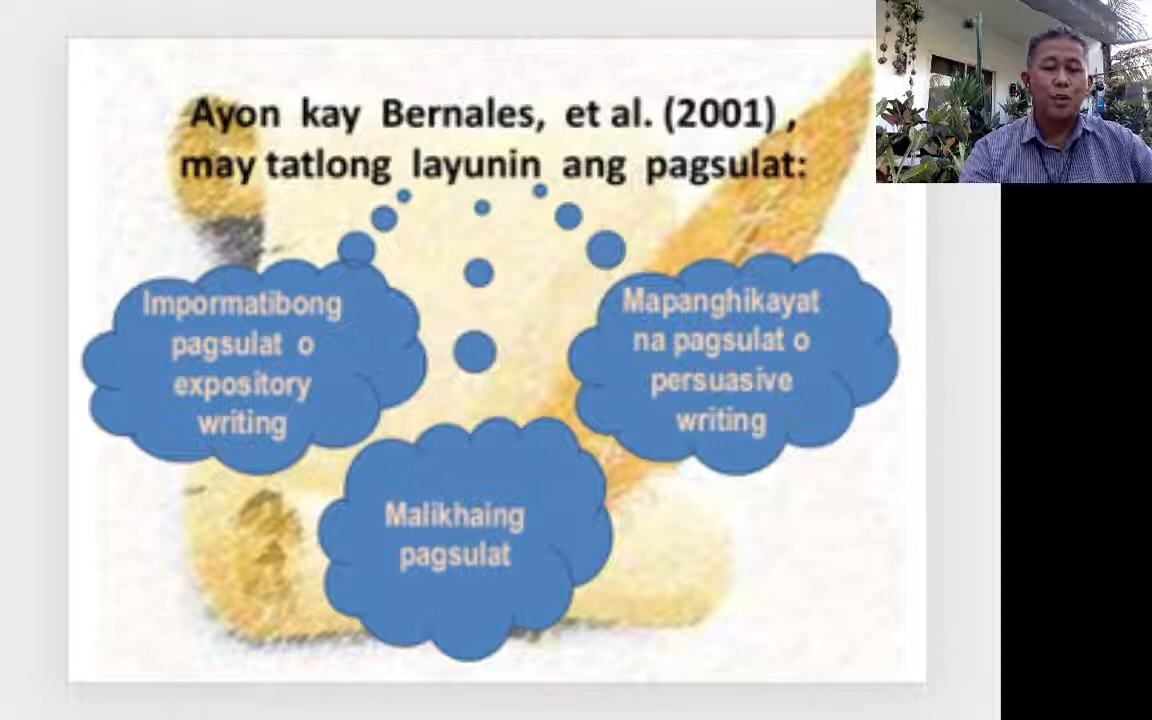 Ayon kay Bernales, et al. (2001) ,
may tatlong layunin ang pagsulat:
Impormatibong
pagsulat o
expository
writing
Mapanghikayat
na pagsulat o
persuasive
writing
Malikhaing
pagsulat